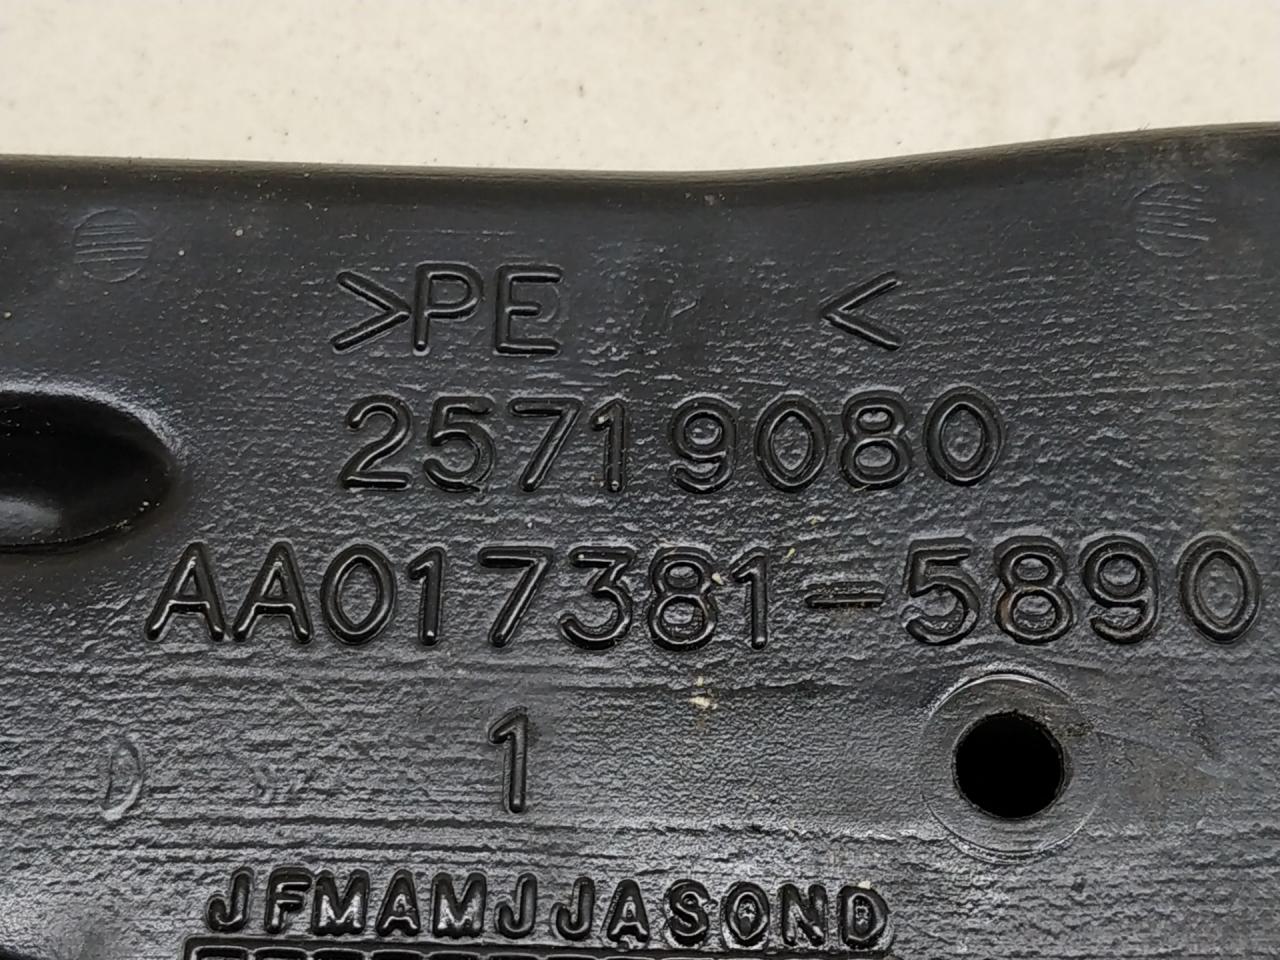 >PE <
25719080
AA017381-5890
1
JFMAMJJASOND